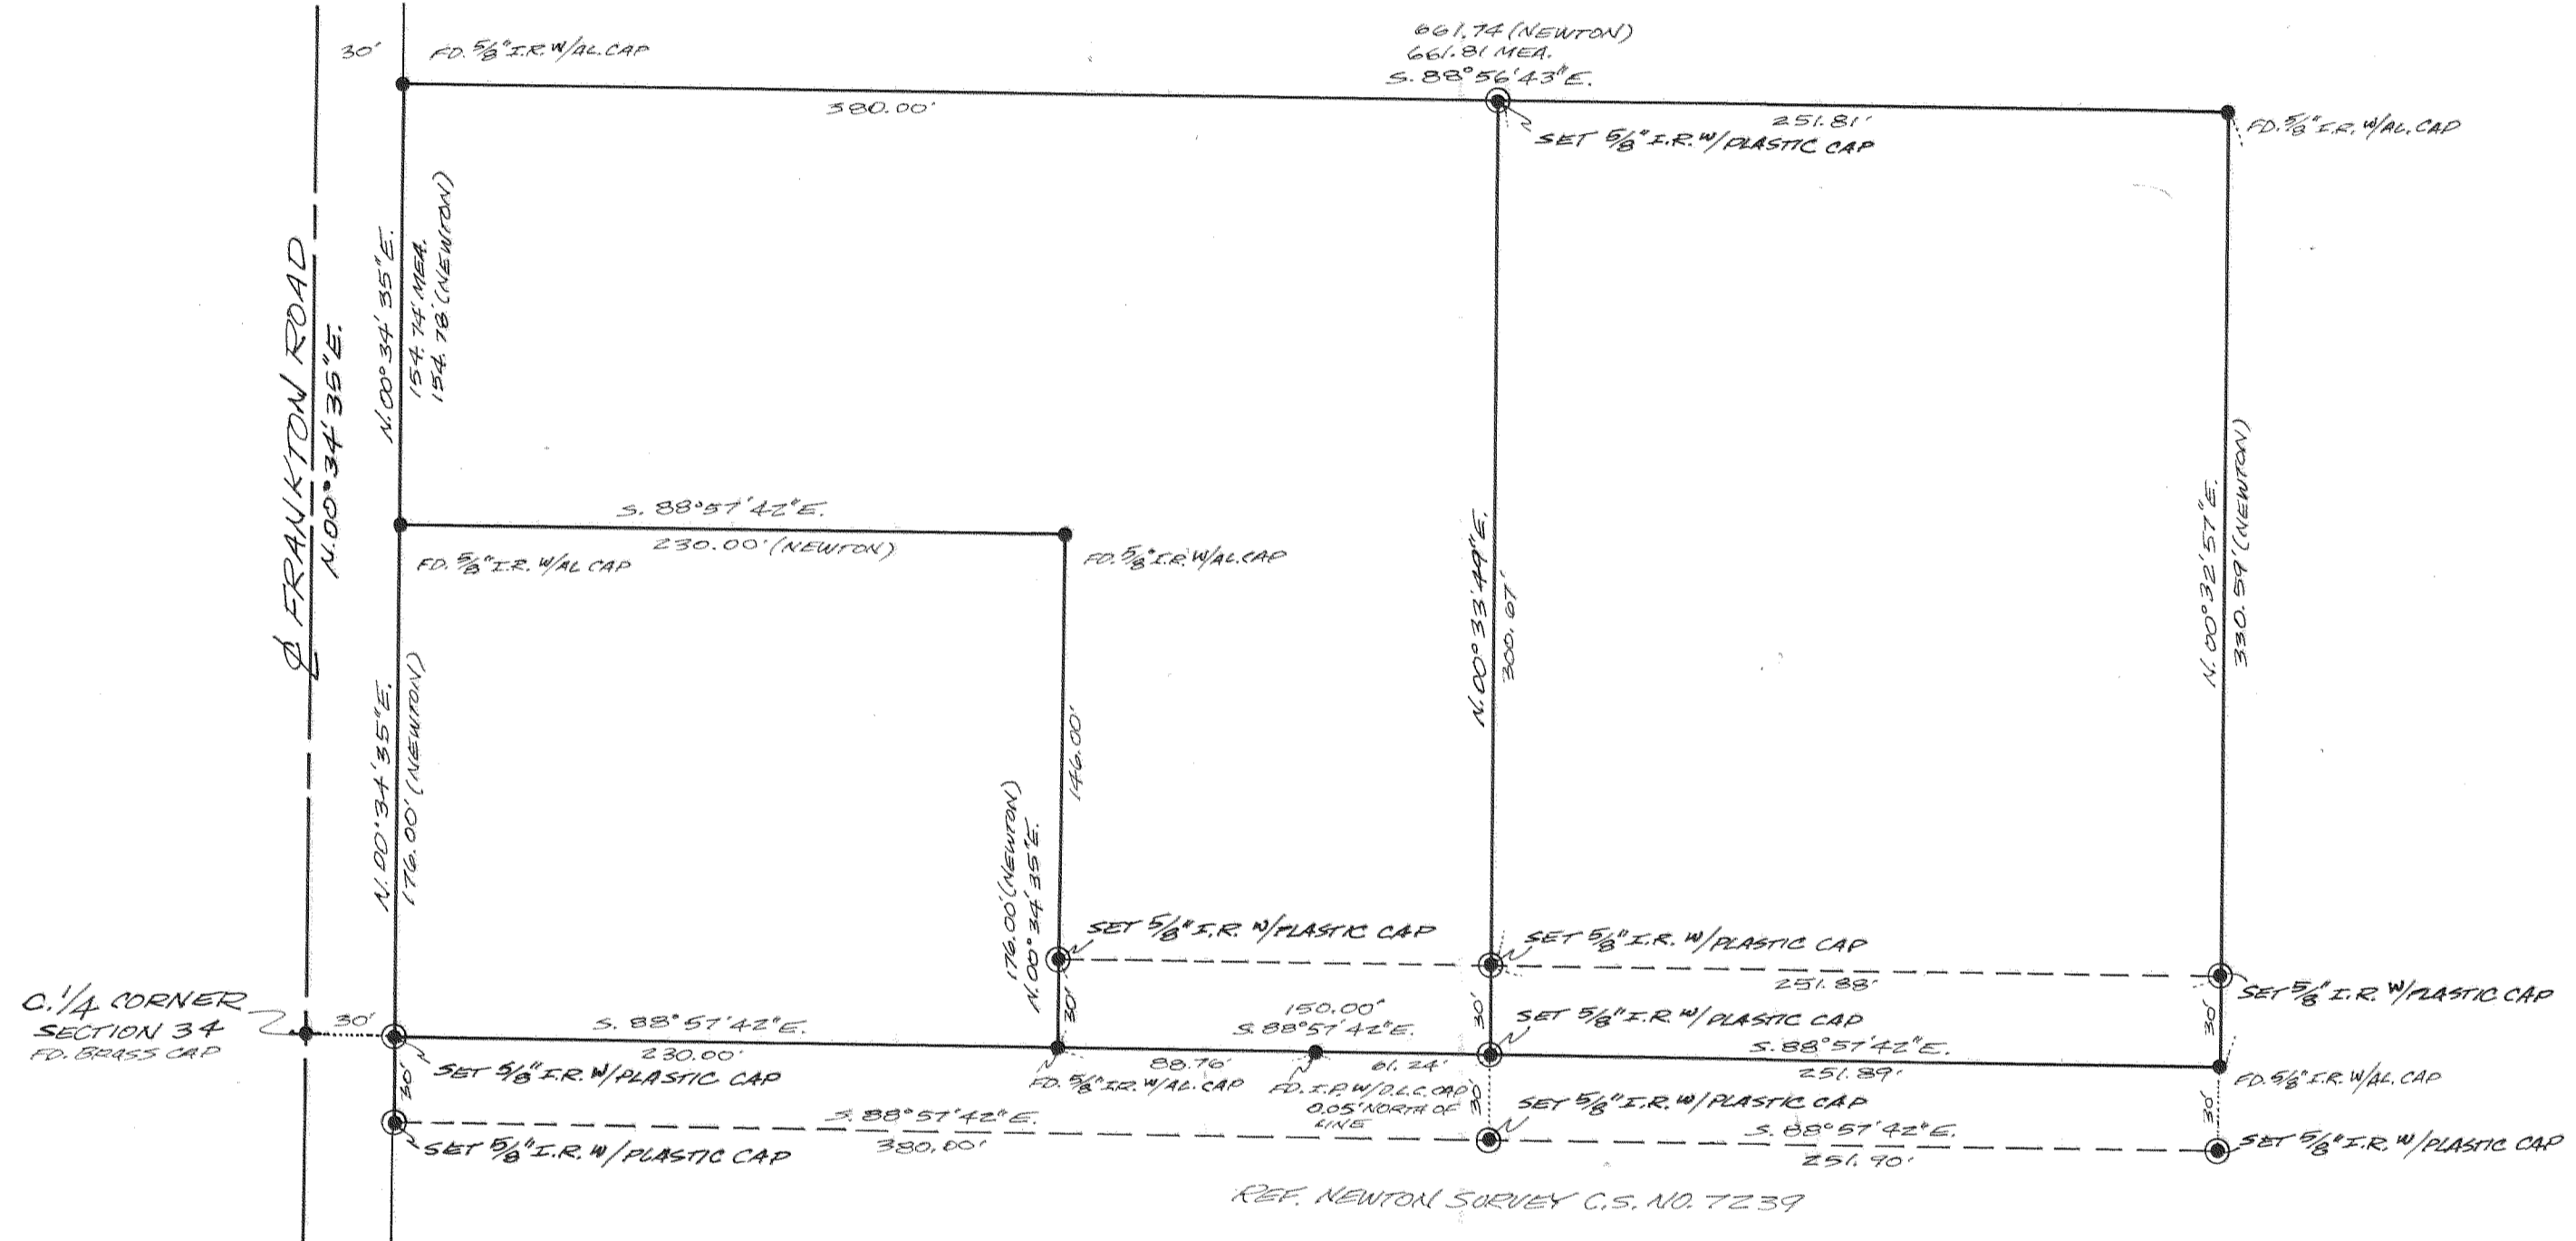 661.74 (NEWTON)
661.81 MEA.
S. 88°56'43"E.
30'
FD. 5/8" I.R. W/AL. CAP
380.00'
251.81'
SET 5/8" I.R. W/PLASTIC CAP
FD. 5/8" I.R. W/AL. CAP
℄ FRANKTON ROAD
N.00°34'35"E.
N.00°34'35"E.
154.74' MEA.
154.78' (NEWTON)
S. 88°57'42"E.
230.00' (NEWTON)
FD. 5/8" I.R. W/AL CAP
FD. 5/8" I.R. W/AL. CAP
N.00°33'49"E.
300.67'
N.00°32'57"E.
330.59' (NEWTON)
N.00°34'35"E.
176.00' (NEWTON)
146.00'
176.00' (NEWTON)
N.00°34'35"E.
SET 5/8" I.R. W/PLASTIC CAP
SET 5/8" I.R. W/PLASTIC CAP
251.88'
SET 5/8" I.R. W/PLASTIC CAP
C. 1/4 CORNER
SECTION 34
FD. BRASS CAP
30'
S. 88°57'42"E.
230.00'
30'
150.00'
S. 88°57'42"E.
30'
SET 5/8" I.R. W/PLASTIC CAP
30'
S. 88°57'42"E.
251.89'
SET 5/8" I.R. W/PLASTIC CAP
30'
88.76'
61.24'
FD. 5/8" I.R. W/AL. CAP
FD. I.P. W/D.L.C. CAP
0.05' NORTH OF
LINE
30'
FD. 5/8" I.R. W/AL. CAP
30'
S. 88°57'42"E.
380.00'
SET 5/8" I.R. W/PLASTIC CAP
SET 5/8" I.R. W/PLASTIC CAP
S. 88°57'42"E.
251.90'
SET 5/8" I.R. W/PLASTIC CAP
REF. NEWTON SURVEY C.S. NO. 7239